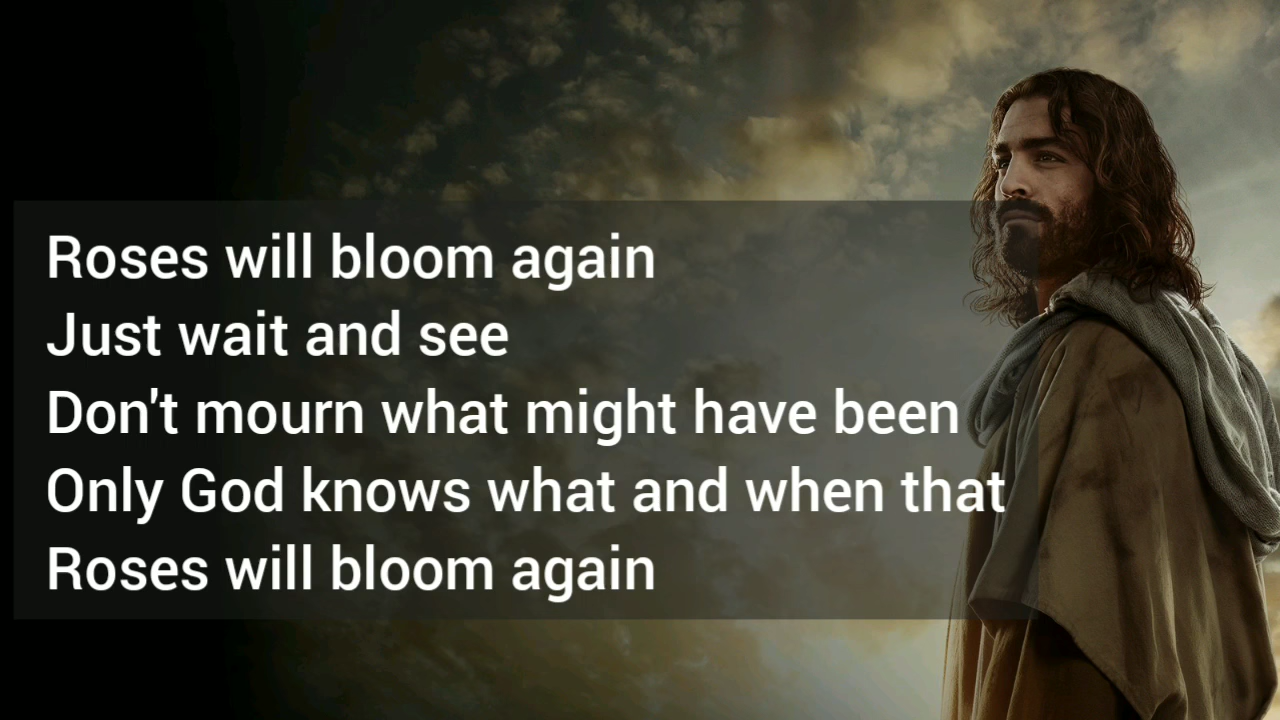 Roses will bloom again
Just wait and see
Don't mourn what might have been
Only God knows what and when that
Roses will bloom again